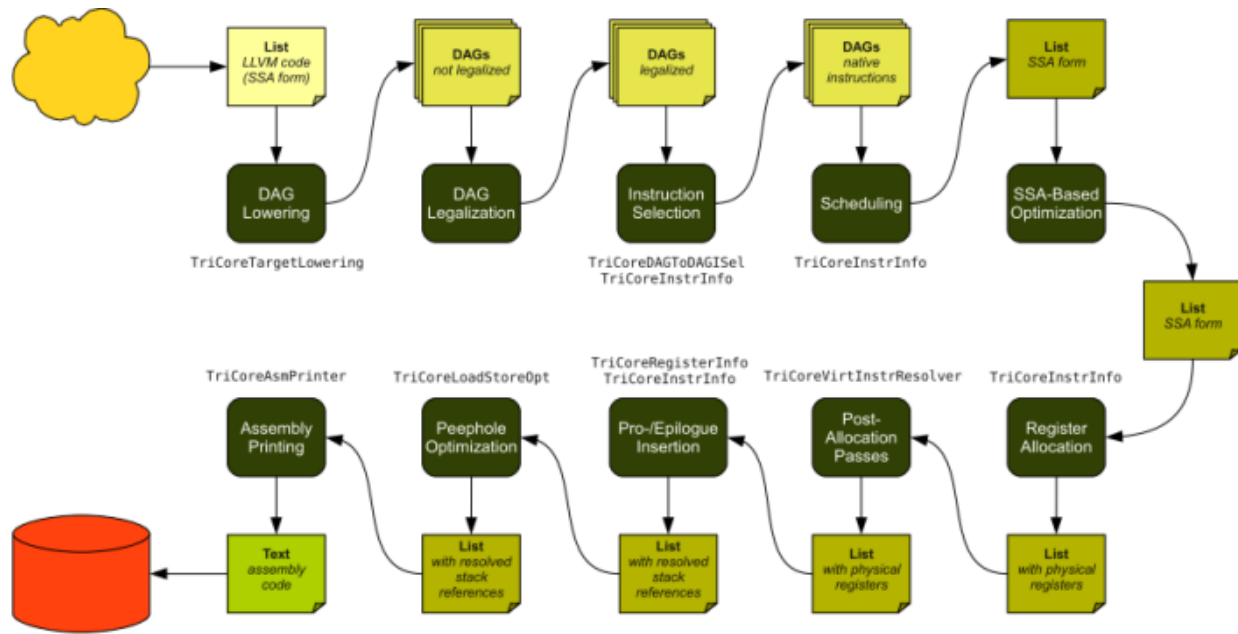 List
LLVM code
(SSA form)
DAGs
not legalized
DAGs
legalized
DAGs
native
instructions
List
SSA form
DAG
Lowering
DAG
Legalization
Instruction
Selection
Scheduling
SSA-Based
Optimization
TriCoreTargetLowering
TriCoreDAGToDAGISel
TriCoreInstrInfo
TriCoreInstrInfo
List
SSA form
TriCoreAsmPrinter
TriCoreLoadStoreOpt
TriCoreRegisterInfo
TriCoreInstrInfo
TriCoreVirtInstrResolver
TriCoreInstrInfo
Assembly
Printing
Peephole
Optimization
Pro-/Epilogue
Insertion
Post-
Allocation
Passes
Register
Allocation
Text
assembly
code
List
with resolved
stack
references
List
with resolved
stack
references
List
with physical
registers
List
with physical
registers